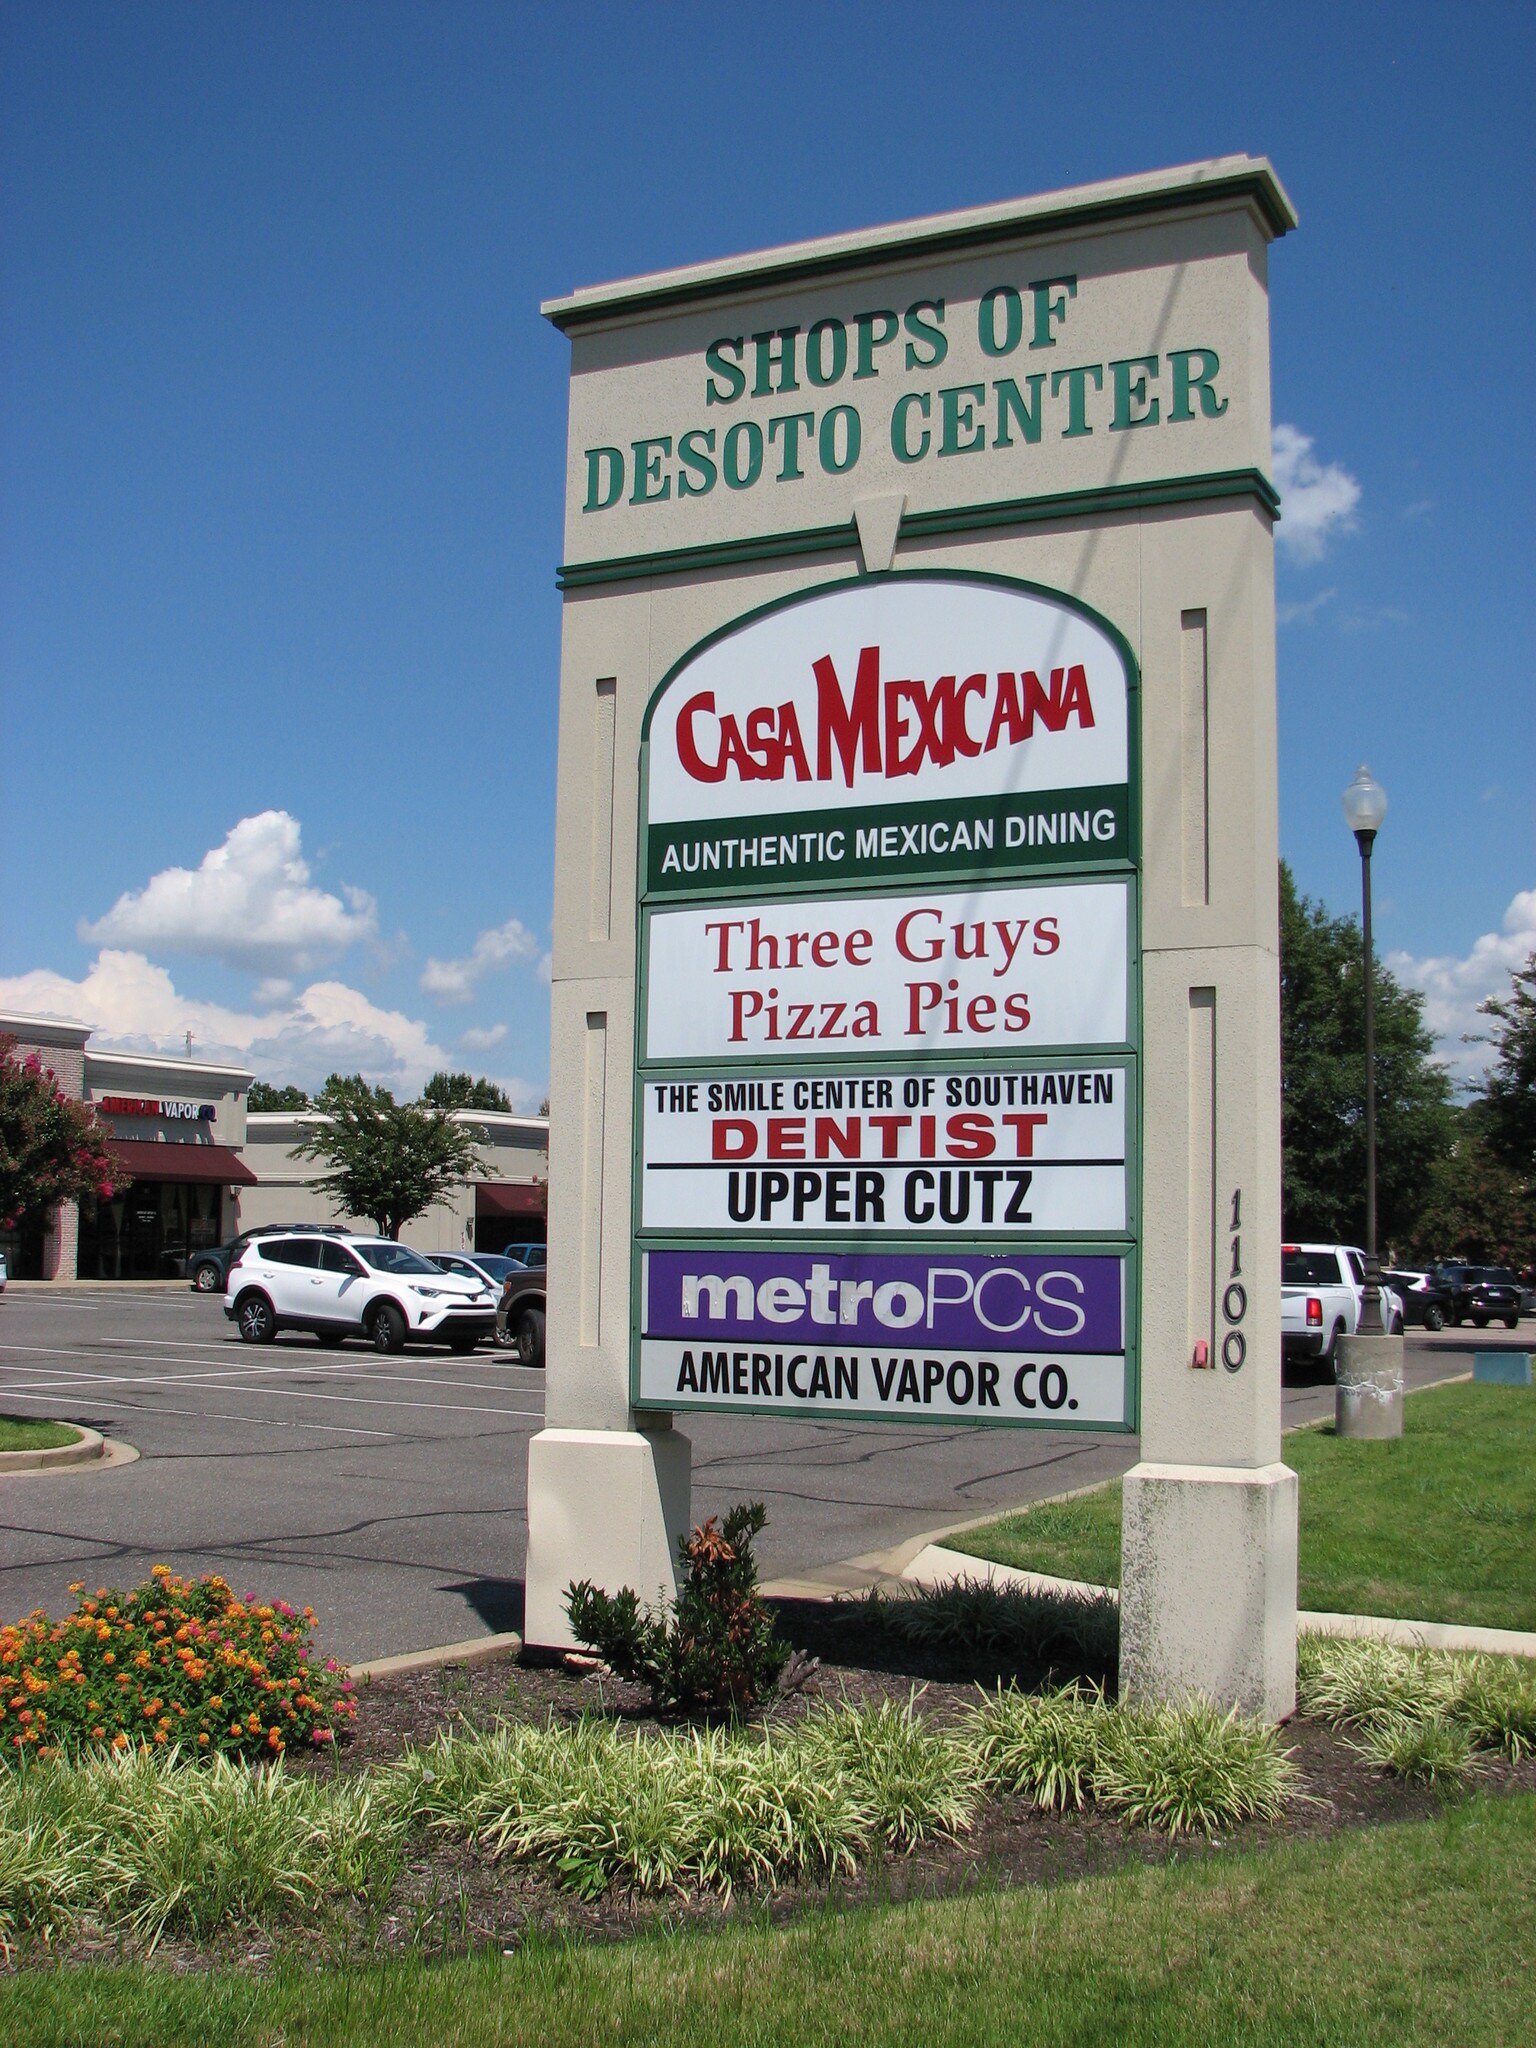 SHOPS OF
DESOTO CENTER
CASA MEXICANA
AUNTHENTIC MEXICAN DINING
Three Guys
Pizza Pies
THE SMILE CENTER OF SOUTHAVEN
DENTIST
UPPER CUTZ
metroPCS
AMERICAN VAPOR CO.
1100
AMERICAN VAPOR CO